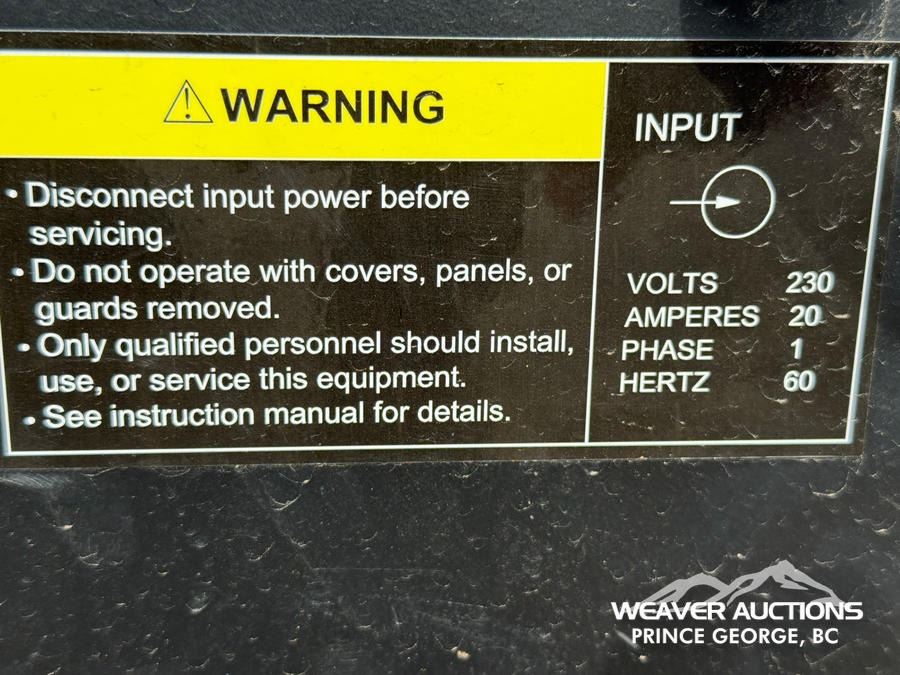 WARNING
• Disconnect input power before
servicing.
• Do not operate with covers, panels, or
guards removed.
• Only qualified personnel should install,
use, or service this equipment.
• See instruction manual for details.
INPUT
VOLTS 230
AMPERES 20
PHASE 1
HERTZ 60
WEAVER AUCTIONS
PRINCE GEORGE, BC